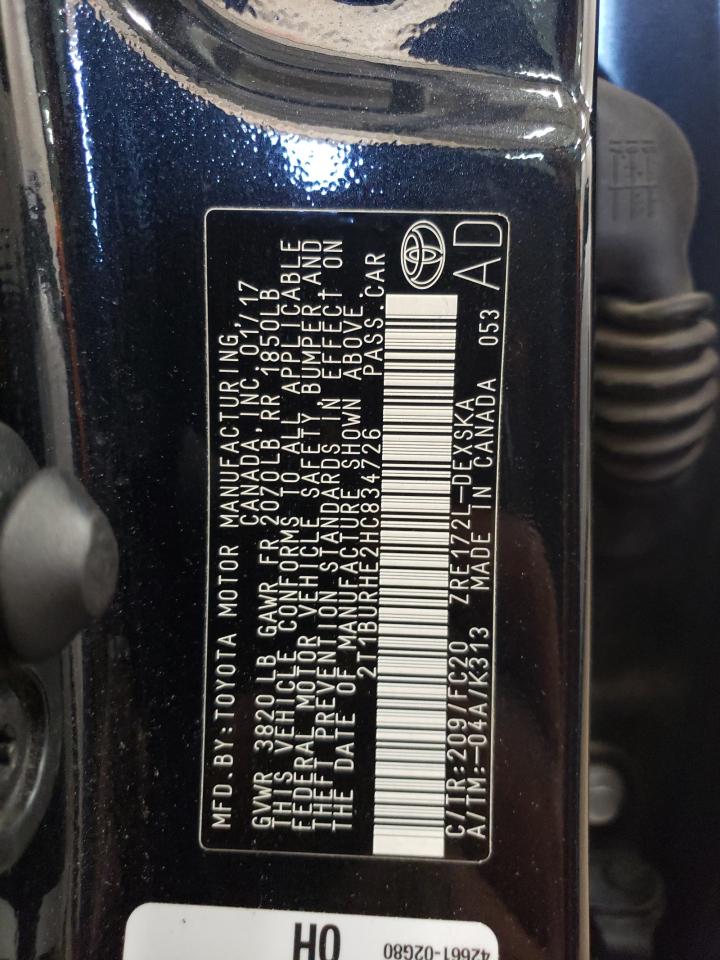 MFD.BY:TOYOTA MOTOR MANUFACTURING,
CANADA, INC. 01/17
GVWR 3820 LB GAWR FR 2070LB, RR 1850LB
THIS VEHICLE CONFORMS TO ALL APPLICABLE
FEDERAL MOTOR VEHICLE SAFETY, BUMPER, AND
THEFT PREVENTION STANDARDS IN EFFECT ON
THE DATE OF MANUFACTURE SHOWN ABOVE.
2T1BURHE2HC834726 PASS.CAR
C/TR:209/FC20 ZRE172L-DEXSKA
A/TM:-04A/K313 MADE IN CANADA 053
AD
OH
42661-02G80